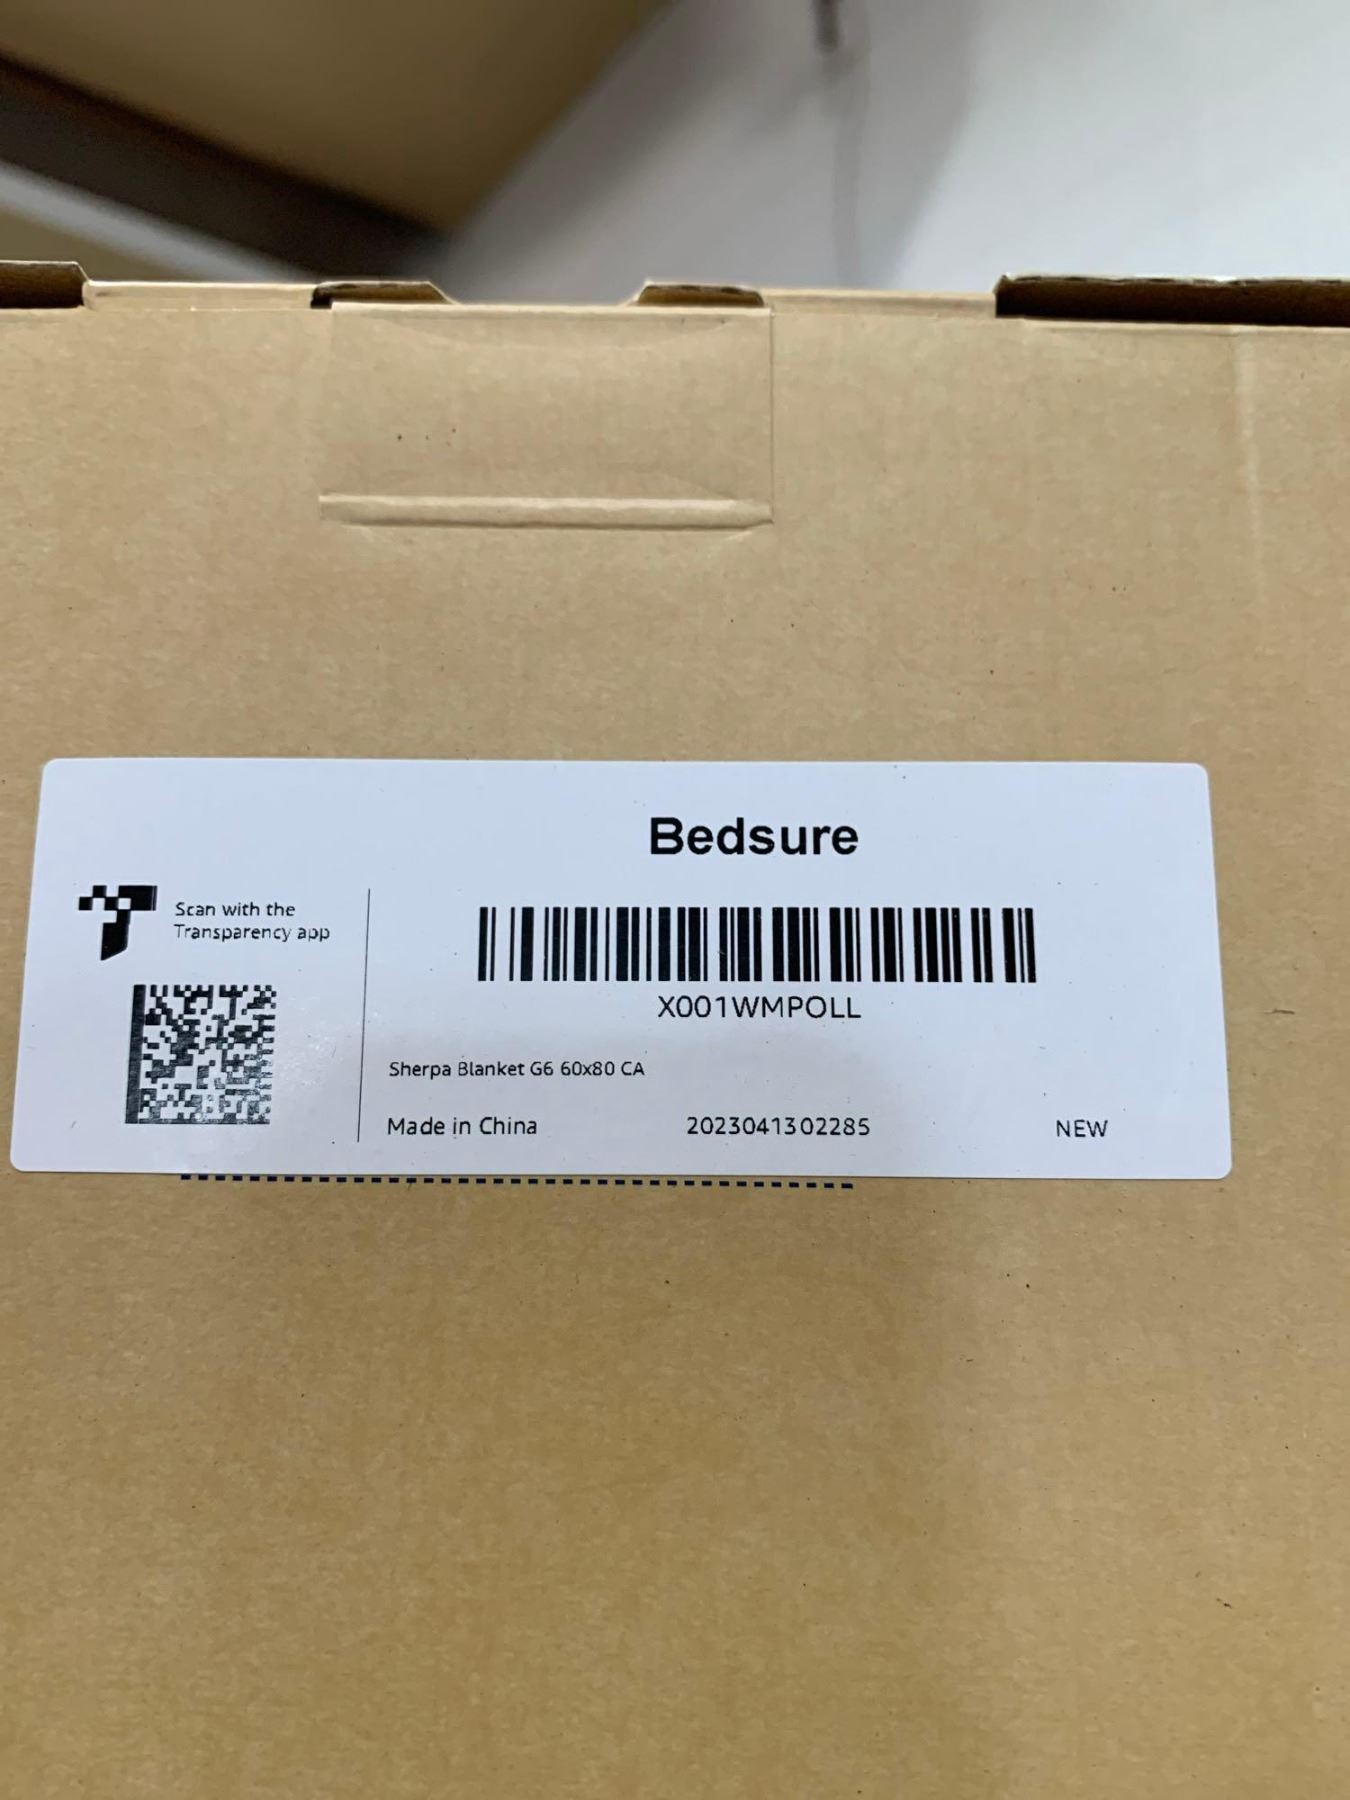 Bedsure
Scan with the
Transparency app
X001WMPOLL
Sherpa Blanket G6 60x80 CA
Made in China 2023041302285 NEW